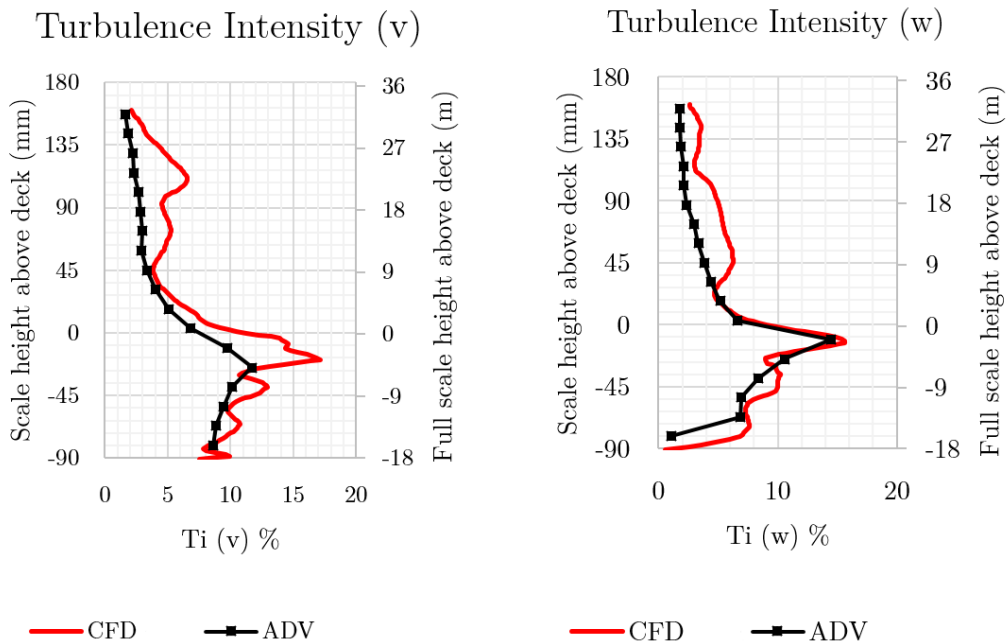 Turbulence Intensity (v)
Scale height above deck (mm)
180
135
90
45
0
-45
-90
36
27
18
9
0
-9
-18
Full scale height above deck (m)
0 5 10 15 20
Ti (v) %
CFD ADV
Turbulence Intensity (w)
Scale height above deck (mm)
180
135
90
45
0
-45
-90
36
27
18
9
0
-9
-18
Full scale height above deck (m)
0 10 20
Ti (w) %
CFD ADV